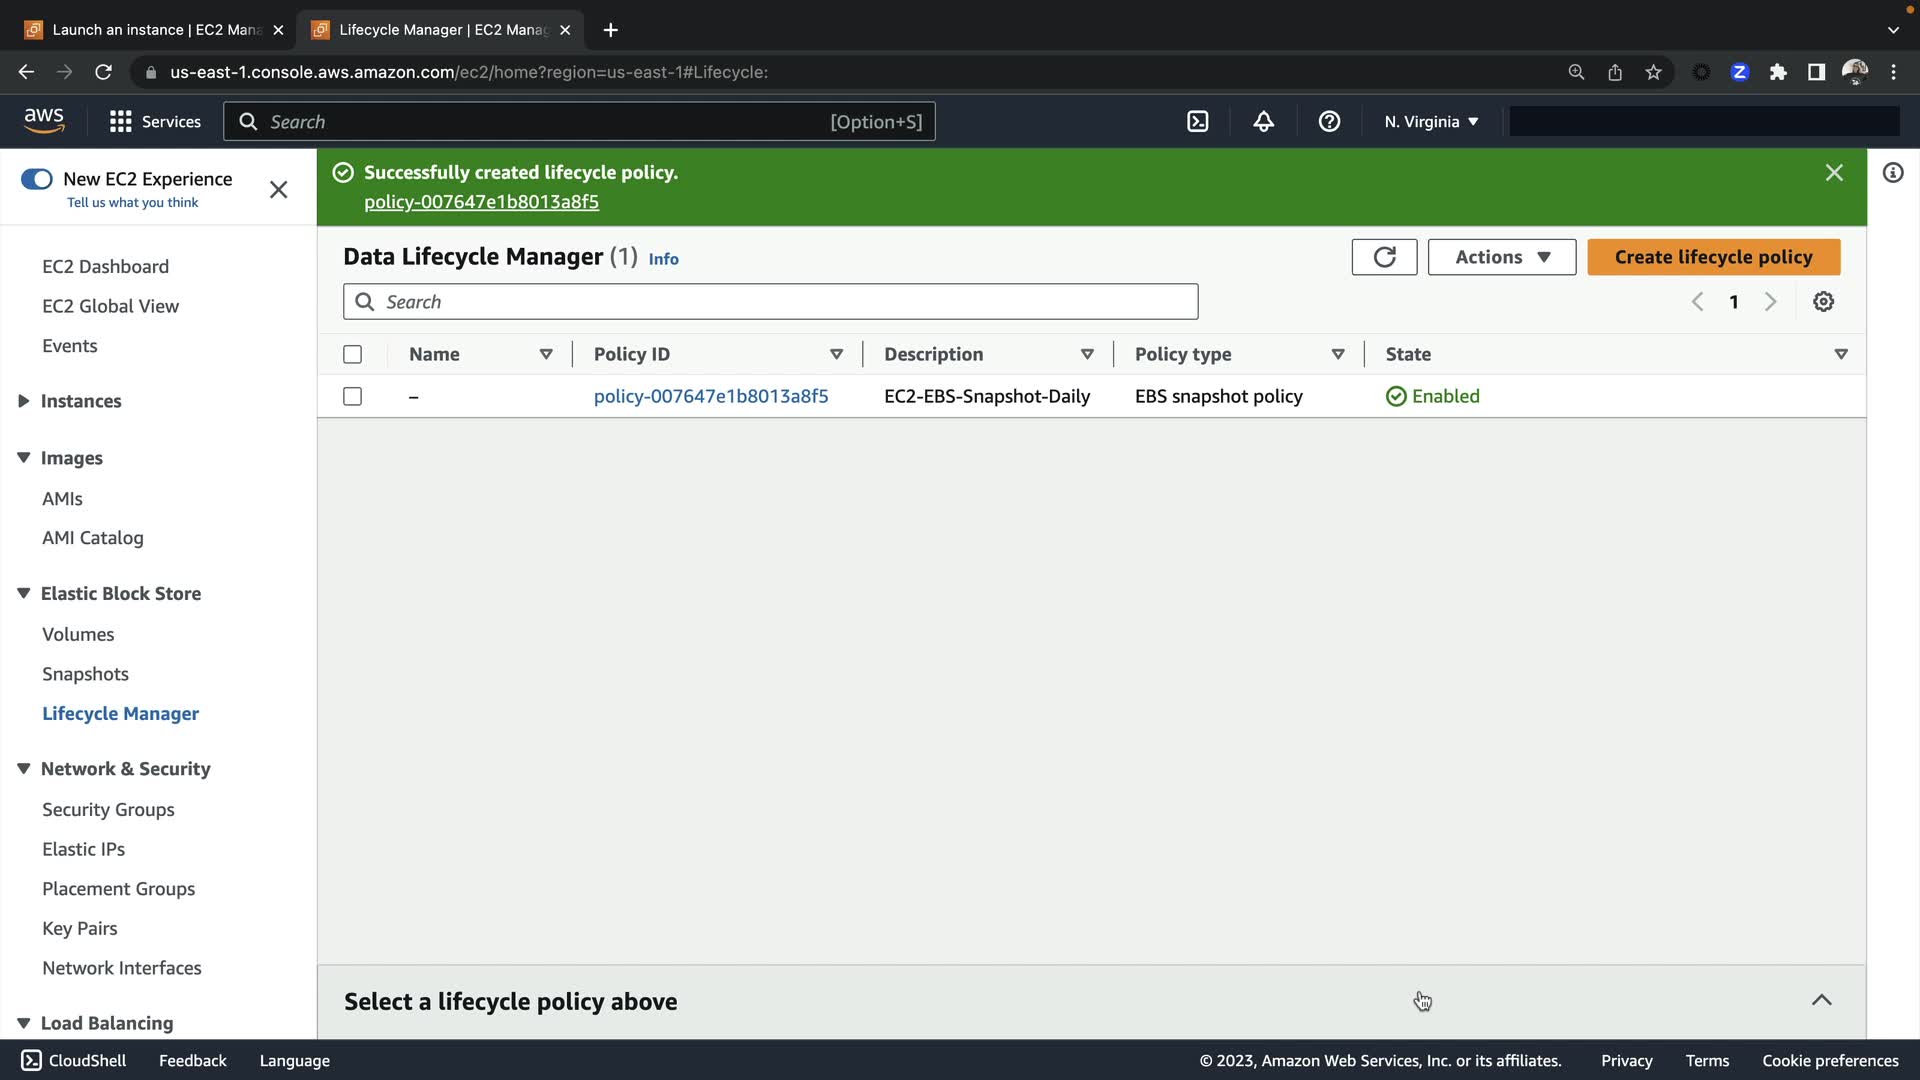 Launch an instance | EC2 Mana
Lifecycle Manager | EC2 Manag
us-east-1.console.aws.amazon.com/ec2/home?region=us-east-1#Lifecycle:
Z
aws
Services
Search
[Option+S]
N. Virginia
New EC2 Experience
Tell us what you think
Successfully created lifecycle policy.
policy-007647e1b8013a8f5
EC2 Dashboard
EC2 Global View
Events
Instances
Images
AMIs
AMI Catalog
Elastic Block Store
Volumes
Snapshots
Lifecycle Manager
Network & Security
Security Groups
Elastic IPs
Placement Groups
Key Pairs
Network Interfaces
Load Balancing
Data Lifecycle Manager (1) Info
Actions
Create lifecycle policy
Search
1
Name Policy ID Description Policy type State
– policy-007647e1b8013a8f5 EC2-EBS-Snapshot-Daily EBS snapshot policy Enabled
Select a lifecycle policy above
CloudShell Feedback Language
© 2023, Amazon Web Services, Inc. or its affiliates. Privacy Terms Cookie preferences